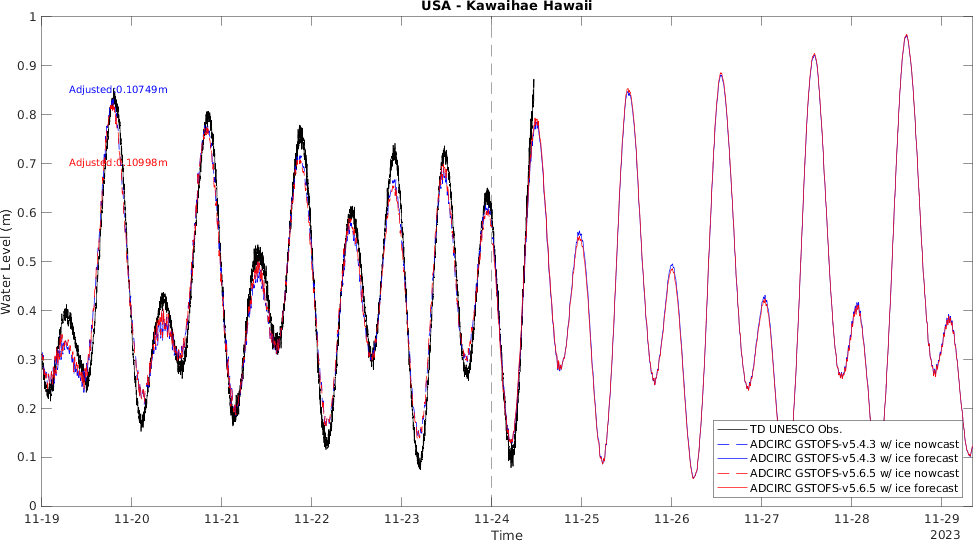 USA - Kawaihae Hawaii
1
0.9
0.8
0.7
0.6
0.5
0.4
0.3
0.2
0.1
0
Water Level (m)
Adjusted:0.10749m
Adjusted:0.10998m
TD UNESCO Obs.
ADCIRC GSTOFS-v5.4.3 w/ ice nowcast
ADCIRC GSTOFS-v5.4.3 w/ ice forecast
ADCIRC GSTOFS-v5.6.5 w/ ice nowcast
ADCIRC GSTOFS-v5.6.5 w/ ice forecast
11-19 11-20 11-21 11-22 11-23 11-24 11-25 11-26 11-27 11-28 11-29
Time
2023